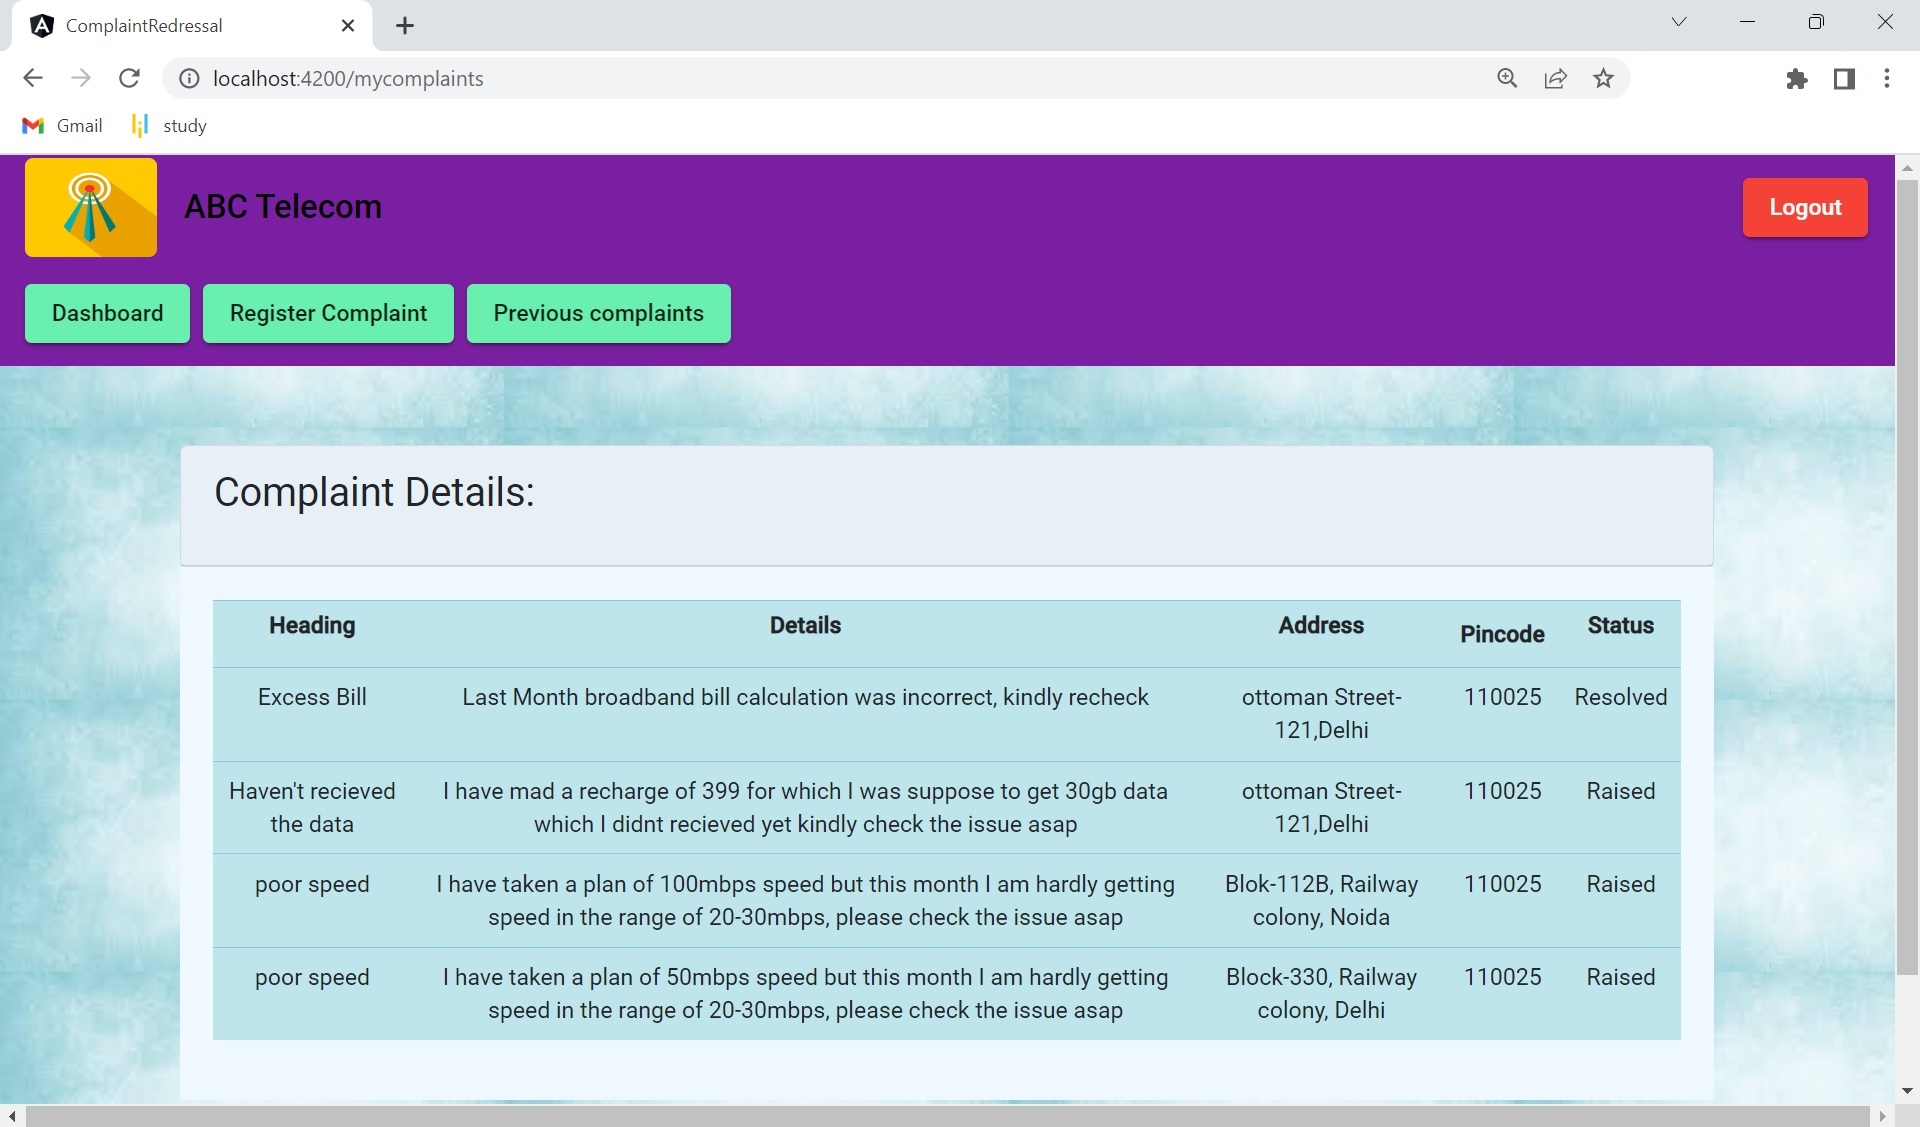 ComplaintRedressal
localhost:4200/mycomplaints
Gmail study
ABC Telecom
Logout
Dashboard Register Complaint Previous complaints
Complaint Details:
Heading Details Address Pincode Status
Excess Bill Last Month broadband bill calculation was incorrect, kindly recheck ottoman Street- 110025 Resolved
121,Delhi
Haven't recieved I have mad a recharge of 399 for which I was suppose to get 30gb data ottoman Street- 110025 Raised
the data which I didnt recieved yet kindly check the issue asap 121,Delhi
poor speed I have taken a plan of 100mbps speed but this month I am hardly getting Blok-112B, Railway 110025 Raised
speed in the range of 20-30mbps, please check the issue asap colony, Noida
poor speed I have taken a plan of 50mbps speed but this month I am hardly getting Block-330, Railway 110025 Raised
speed in the range of 20-30mbps, please check the issue asap colony, Delhi